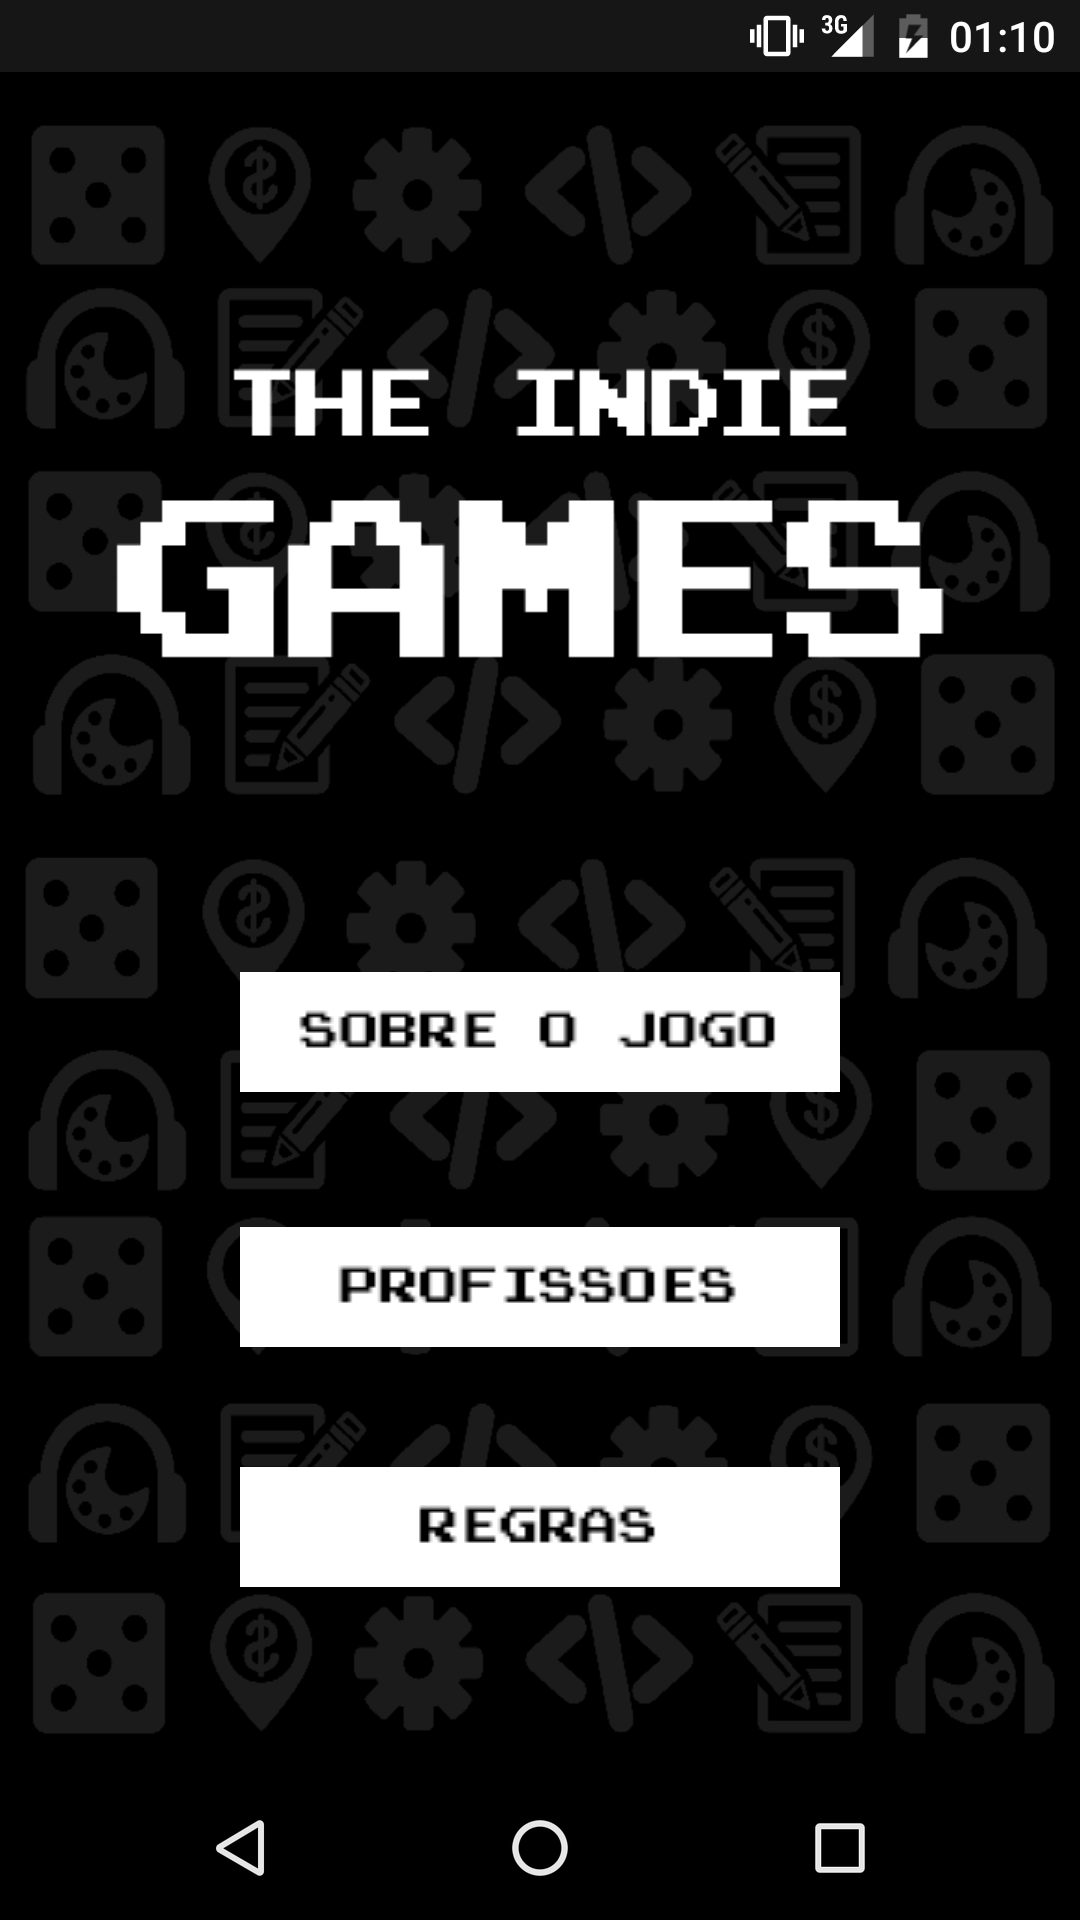 3G 01:10
THE INDIE
GAMES
SOBRE O JOGO
PROFISSOES
REGRAS